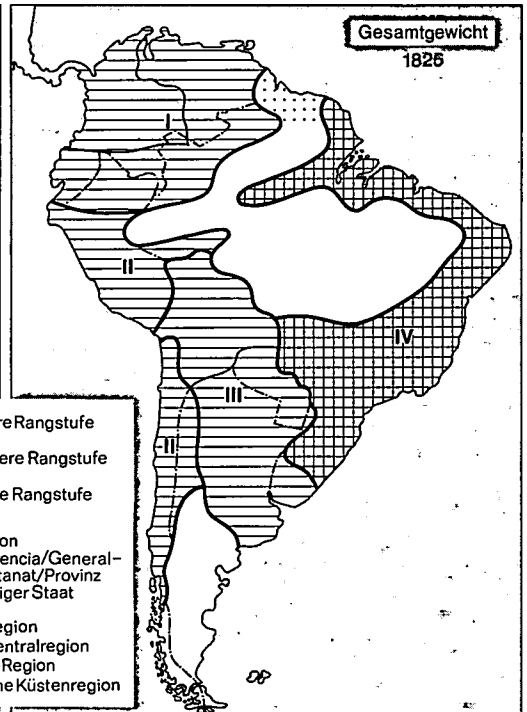 Gesamtgewicht
1825
I
II
III
IV
II
re Rangstufe
ere Rangstufe
e Rangstufe
on
encia/General-
tanat/Provinz
iger Staat
egion
entralregion
-Region
he Küstenregion